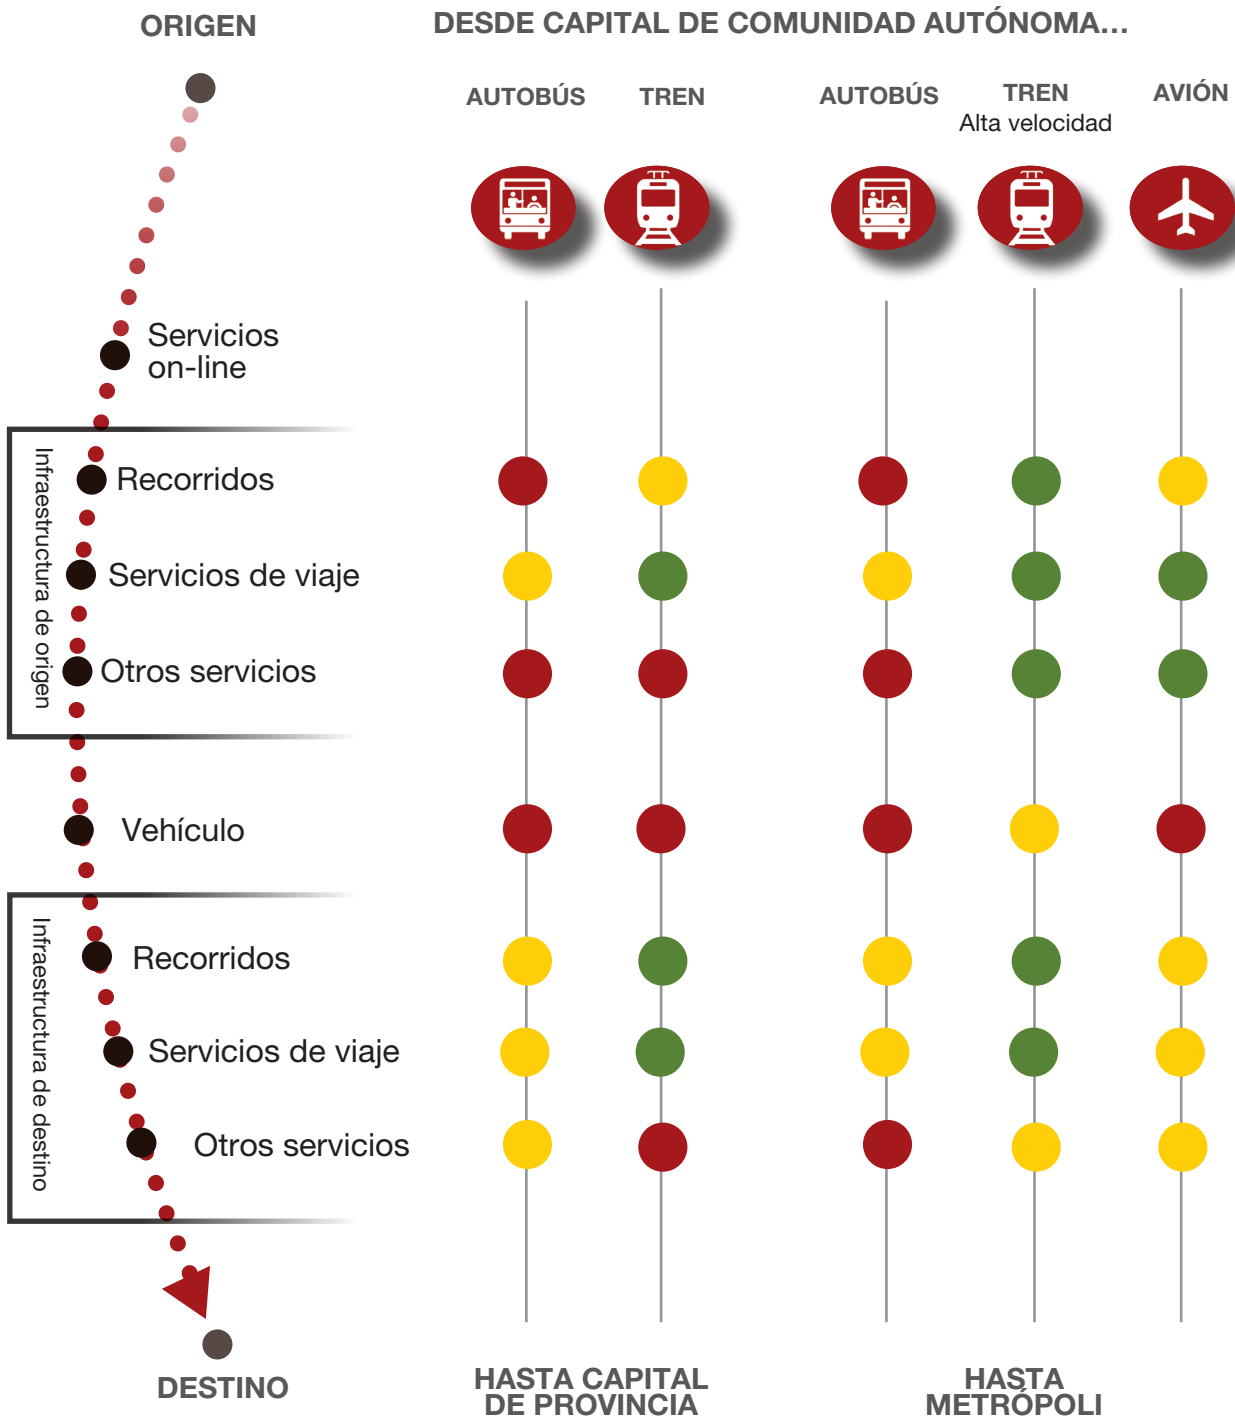 ORIGEN
DESDE CAPITAL DE COMUNIDAD AUTÓNOMA...
AUTOBÚS
TREN
AUTOBÚS
TREN
Alta velocidad
AVIÓN
Servicios
on-line
Infraestructura de origen
Recorridos
Servicios de viaje
Otros servicios
Vehículo
Infraestructura de destino
Recorridos
Servicios de viaje
Otros servicios
DESTINO
HASTA CAPITAL
DE PROVINCIA
HASTA
METRÓPOLI